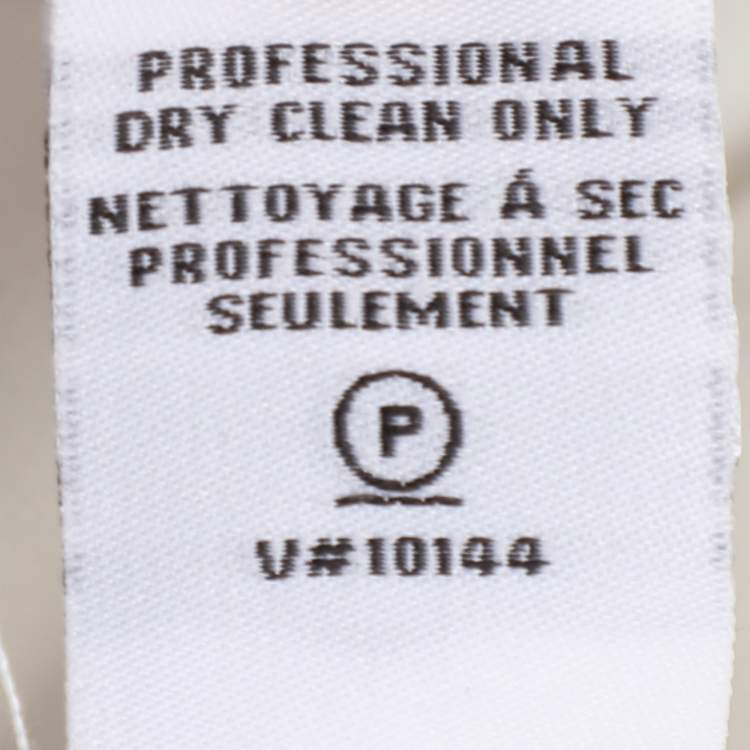 PROFESSIONAL
DRY CLEAN ONLY
NETTOYAGE Á SEC
PROFESSIONNEL
SEULEMENT
P
V#10144